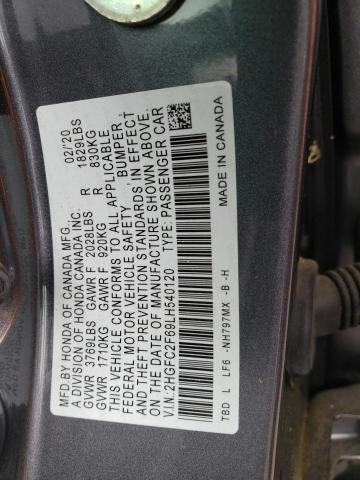 MFD. BY HONDA OF CANADA MFG. 02/'20
A DIVISION OF HONDA CANADA INC.
GVWR 3769LBS GAWR F 2028LBS R 1829LBS
GVWR 1710KG GAWR F 920KG R 830KG
THIS VEHICLE CONFORMS TO ALL APPLICABLE
FEDERAL MOTOR VEHICLE SAFETY , BUMPER,
AND THEFT PREVENTION STANDARDS IN EFFECT
ON THE DATE OF MANUFACTURE SHOWN ABOVE.
V.I.N: 2HGFC2F69LH540120 TYPE: PASSENGER CAR
TBD L LF6 -NH797MX -B -H MADE IN CANADA